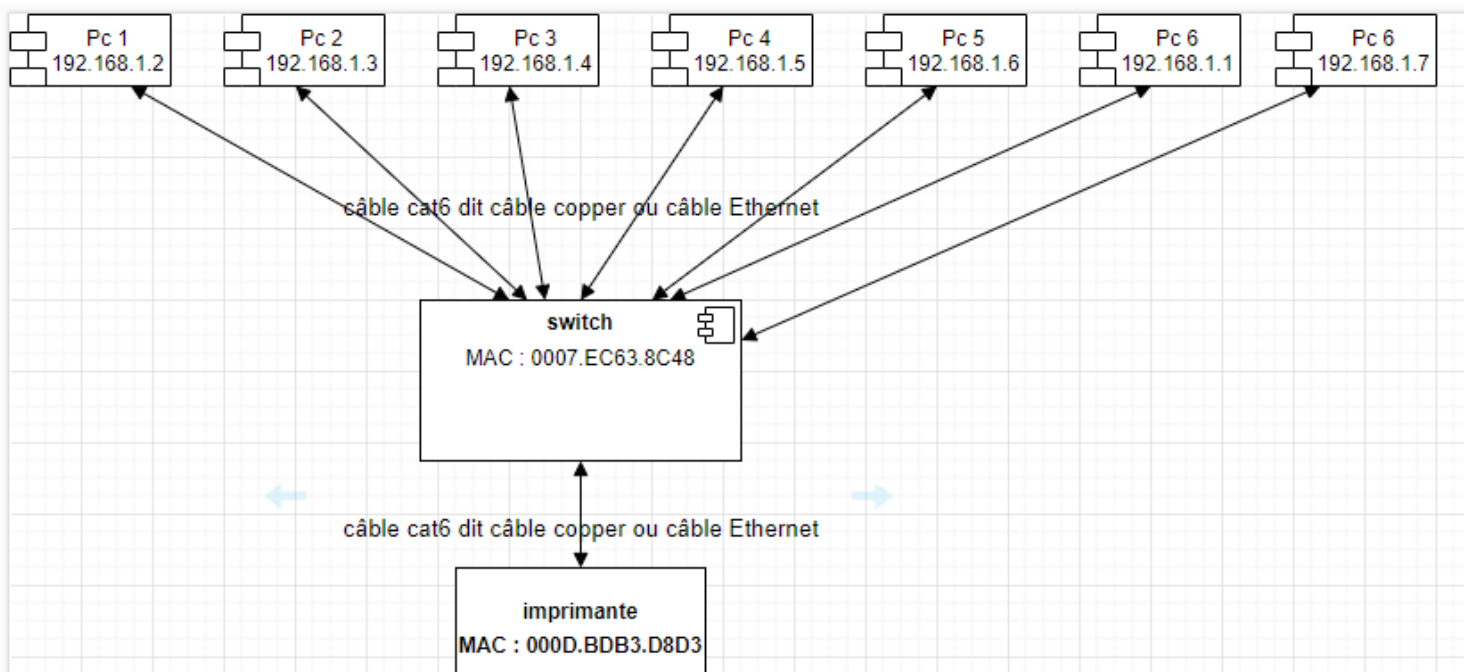 Pc 1
192.168.1.2
Pc 2
192.168.1.3
Pc 3
192.168.1.4
Pc 4
192.168.1.5
Pc 5
192.168.1.6
Pc 6
192.168.1.1
Pc 6
192.168.1.7
câble cat6 dit câble copper ou câble Ethernet
switch
MAC : 0007.EC63.8C48
câble cat6 dit câble copper ou câble Ethernet
imprimante
MAC : 000D.BDB3.D8D3